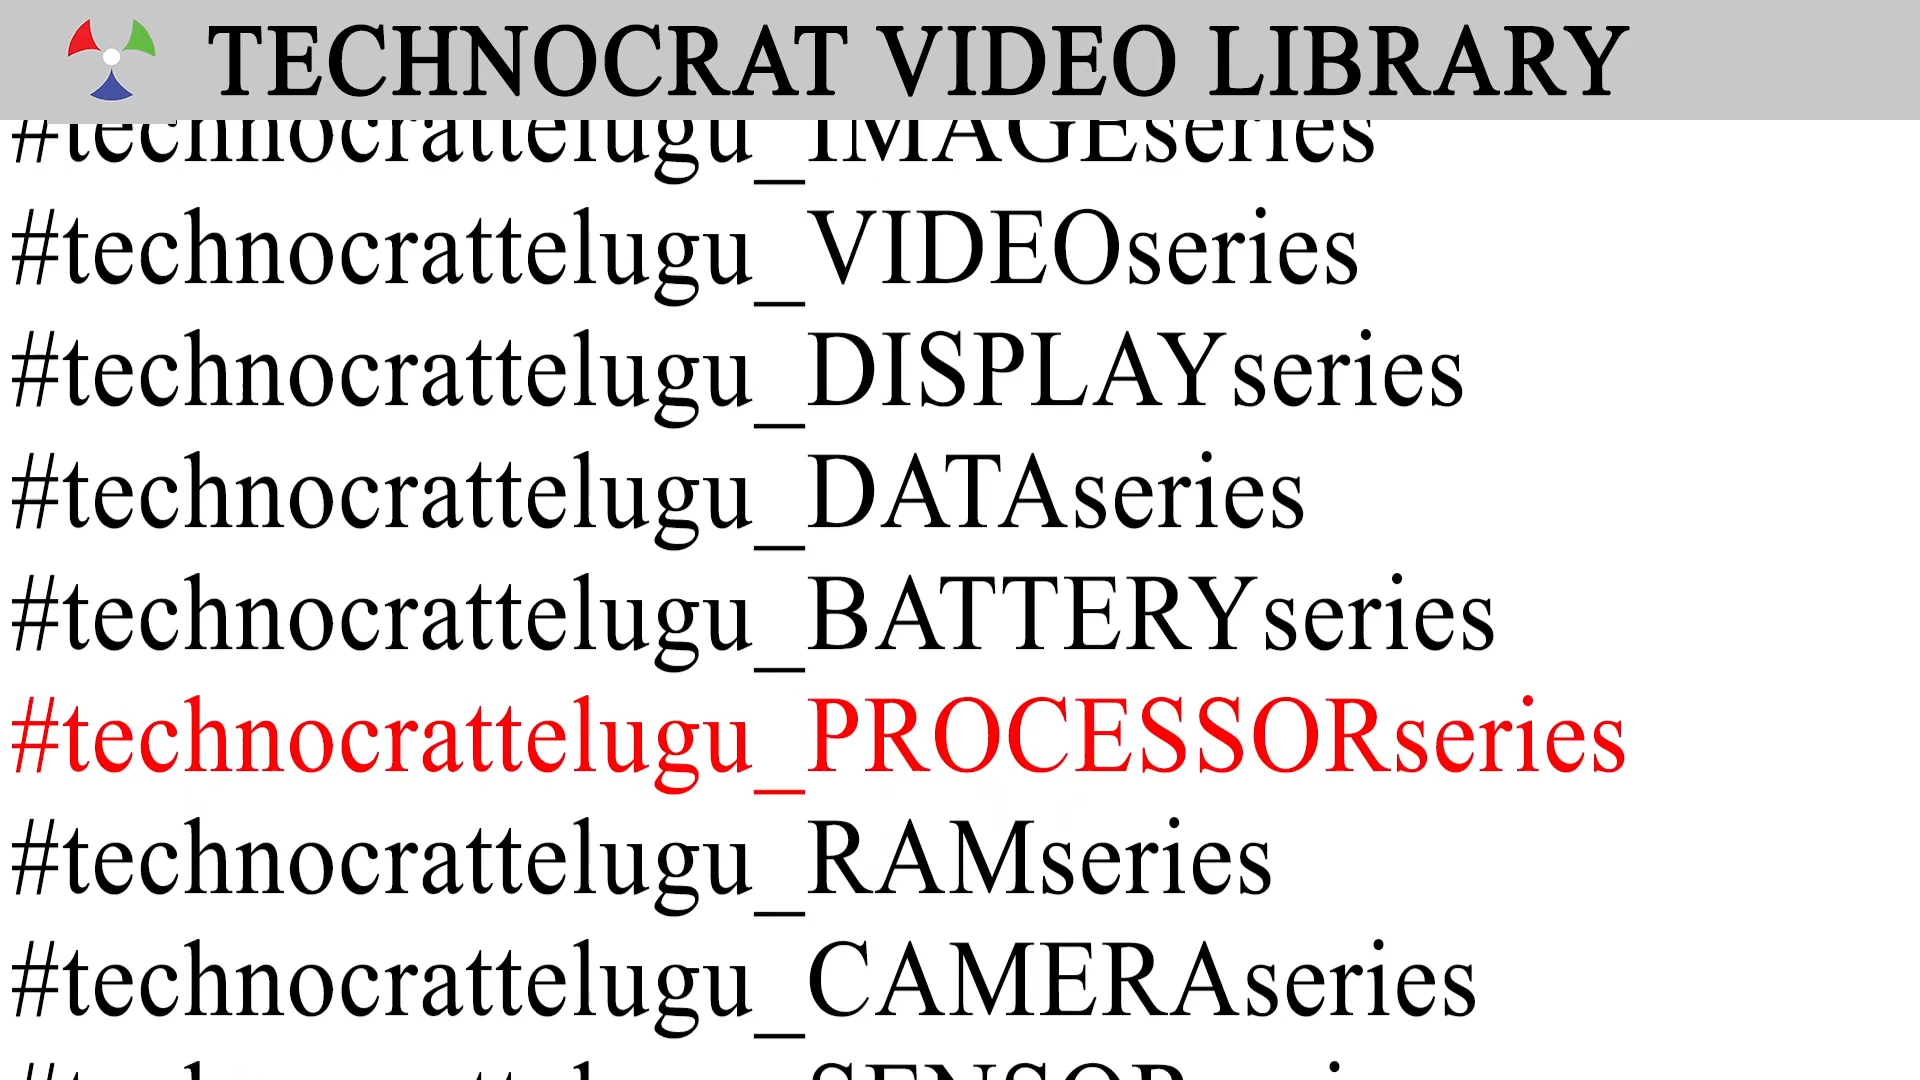 TECHNOCRAT VIDEO LIBRARY
#technocrattelugu_IMAGEseries
#technocrattelugu_VIDEOseries
#technocrattelugu_DISPLAYseries
#technocrattelugu_DATAseries
#technocrattelugu_BATTERYseries
#technocrattelugu_PROCESSORseries
#technocrattelugu_RAMseries
#technocrattelugu_CAMERAseries